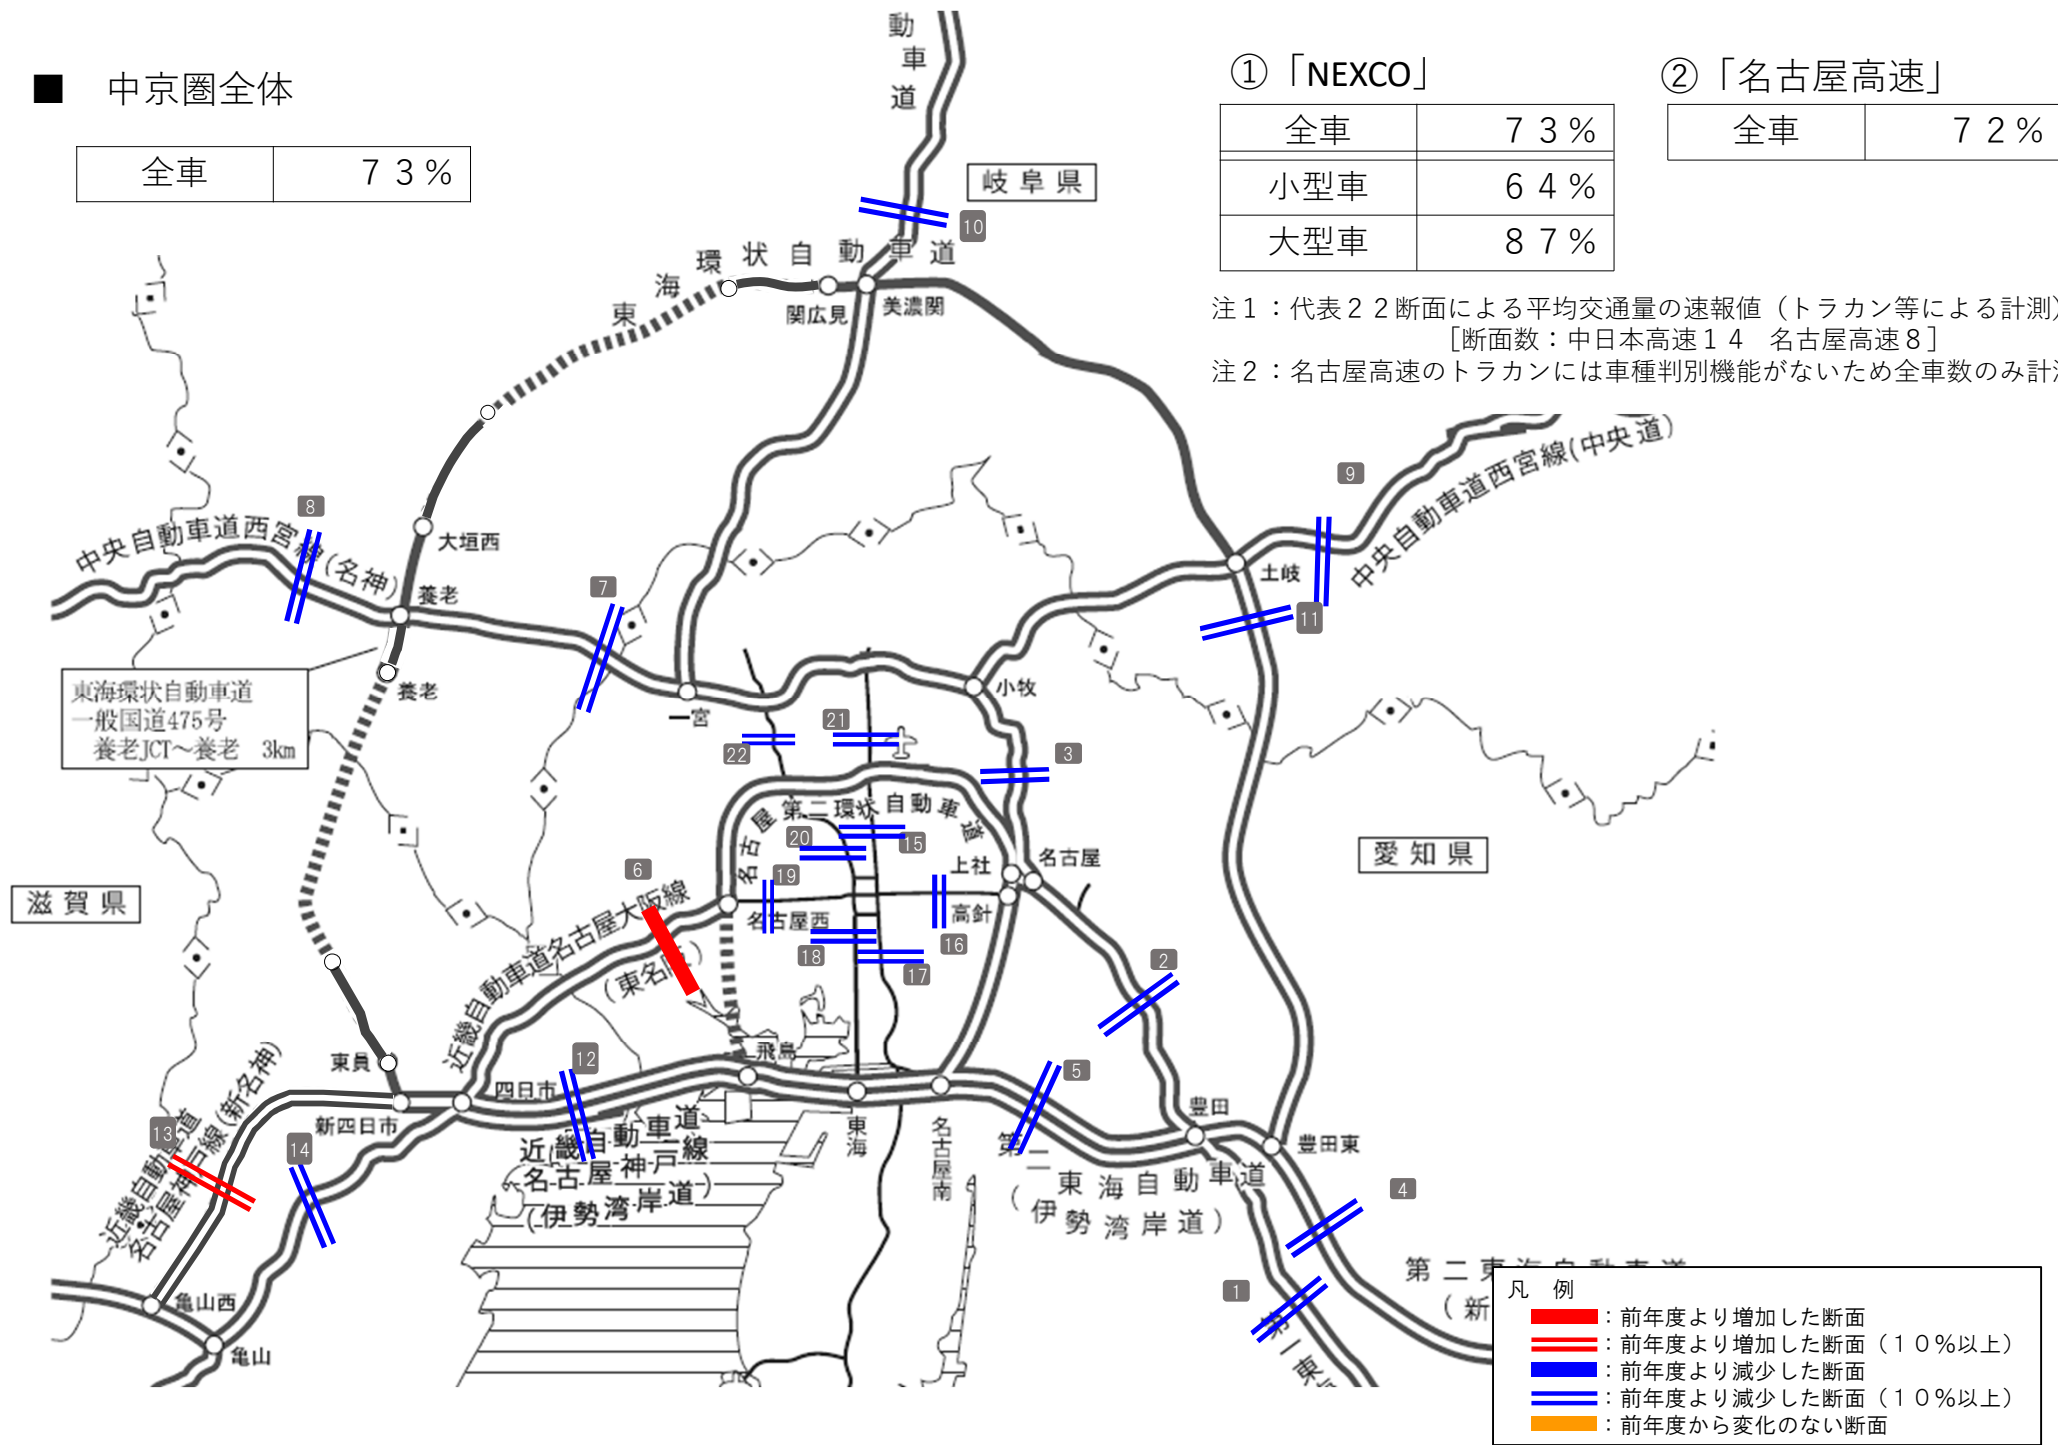 ■　中京圏全体
全車　７３％
①「NEXCO」
全車　７３％
小型車　６４％
大型車　８７％
②「名古屋高速」
全車　７２％
注１：代表２２断面による平均交通量の速報値（トラカン等による計測）
［断面数：中日本高速１４　名古屋高速８］
注２：名古屋高速のトラカンには車種判別機能がないため全車数のみ計
動車道
岐阜県
10
東海環状自動車道
関広見
美濃関
中央自動車道西宮線(中央道)
9
8
中央自動車道西宮線(名神)
大垣西
養老
7
土岐
11
東海環状自動車道
一般国道475号
養老JCT～養老　3km
養老
一宮
小牧
22
21
3
名古屋第二環状自動車道
20
15
上社
名古屋
愛知県
滋賀県
6
19
名古屋西
高針
16
近畿自動車道名古屋大阪線
（東名阪）
18
17
2
飛島
東員
四日市
12
5
新四日市
豊田
豊田東
東海
名古屋南
近畿自動車道
名古屋神戸線(新名神)
13
14
近畿自動車道
名古屋神戸線
（伊勢湾岸道）
第二東海自動車道
（伊勢湾岸道）
4
亀山西
亀山
1
第一東
第二東海自動車道
（新
凡　例
：前年度より増加した断面
：前年度より増加した断面（１０％以上）
：前年度より減少した断面
：前年度より減少した断面（１０％以上）
：前年度から変化のない断面